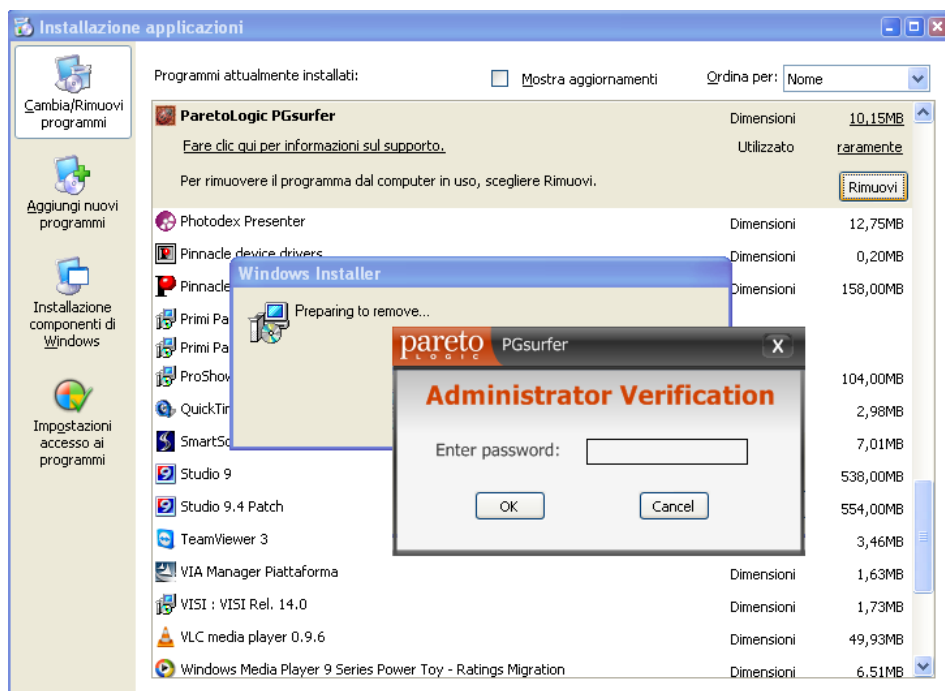 Installazione applicazioni
Cambia/Rimuovi programmi
Aggiungi nuovi programmi
Installazione componenti di Windows
Impostazioni accesso ai programmi
Programmi attualmente installati: Mostra aggiornamenti Ordina per: Nome
ParetoLogic PGsurfer Dimensioni 10,15MB
Fare clic qui per informazioni sul supporto. Utilizzato raramente
Per rimuovere il programma dal computer in uso, scegliere Rimuovi. Rimuovi
Photodex Presenter Dimensioni 12,75MB
Pinnacle device drivers Dimensioni 0,20MB
Pinnacle Dimensioni 158,00MB
Primi Pa
Primi Pa
ProShow 104,00MB
QuickTim 2,98MB
SmartSo 7,01MB
Studio 9 538,00MB
Studio 9.4 Patch 554,00MB
TeamViewer 3 3,46MB
VIA Manager Piattaforma Dimensioni 1,63MB
VISI : VISI Rel. 14.0 Dimensioni 1,73MB
VLC media player 0.9.6 Dimensioni 49,93MB
Windows Media Player 9 Series Power Toy - Ratings Migration Dimensioni 6,51MB
Windows Installer
Preparing to remove...
pareto LOGIC PGsurfer X
Administrator Verification
Enter password:
OK Cancel